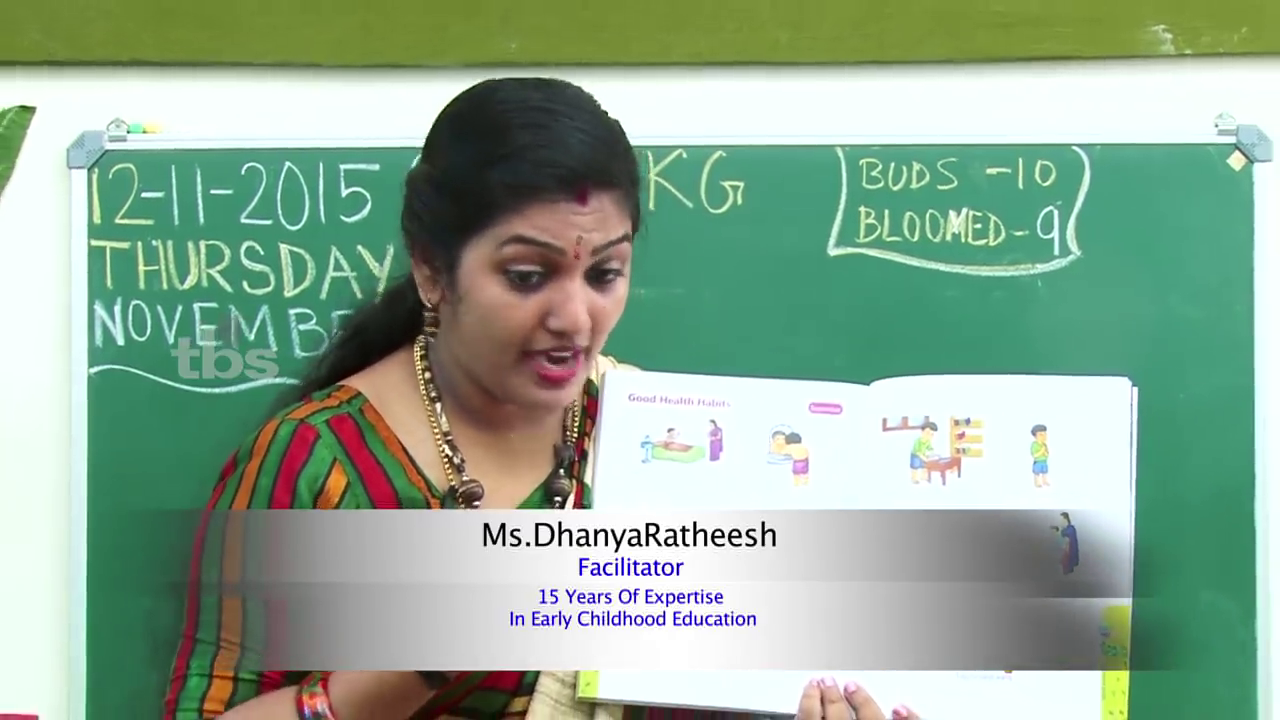 12-11-2015
KG
THURSDAY
NOVEMBE
BUDS -10
BLOOMED-9
tbs
Good Health Habits
Ms.DhanyaRatheesh
Facilitator
15 Years Of Expertise
In Early Childhood Education